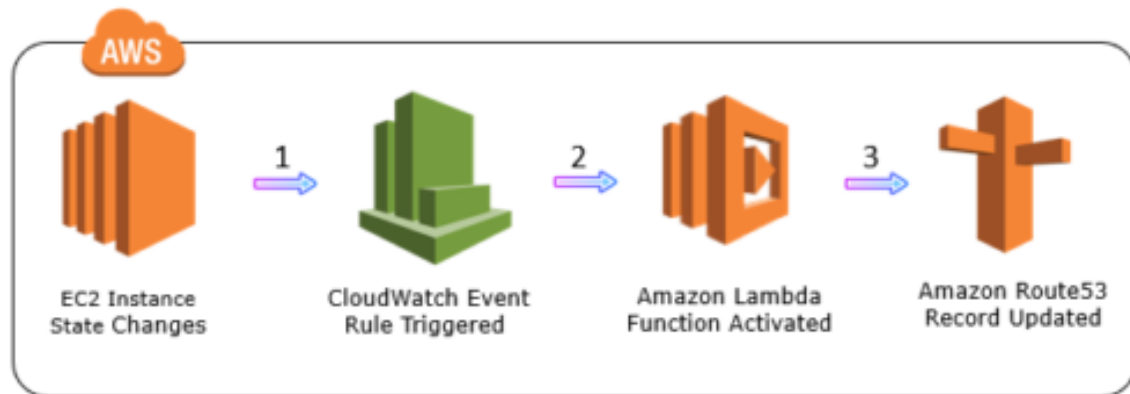 AWS
1
2
3
EC2 Instance
State Changes
CloudWatch Event
Rule Triggered
Amazon Lambda
Function Activated
Amazon Route53
Record Updated